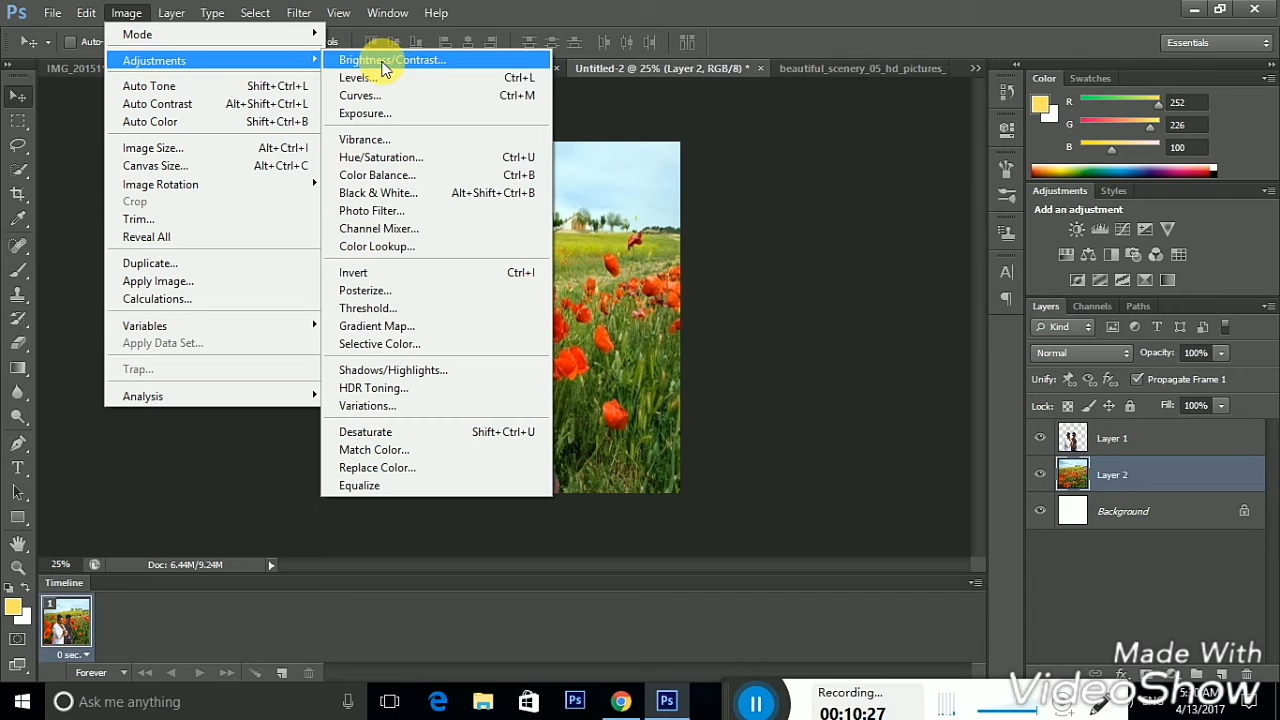 Ps File Edit Image Layer Type Select Filter View Window Help
Auto-
Essentials
Mode
Adjustments
Auto Tone Shift+Ctrl+L
Auto Contrast Alt+Shift+Ctrl+L
Auto Color Shift+Ctrl+B
Image Size... Alt+Ctrl+I
Canvas Size... Alt+Ctrl+C
Image Rotation
Crop
Trim...
Reveal All
Duplicate...
Apply Image...
Calculations...
Variables
Apply Data Set...
Trap...
Analysis
Brightness/Contrast...
Levels... Ctrl+L
Curves... Ctrl+M
Exposure...
Vibrance...
Hue/Saturation... Ctrl+U
Color Balance... Ctrl+B
Black & White... Alt+Shift+Ctrl+B
Photo Filter...
Channel Mixer...
Color Lookup...
Invert Ctrl+I
Posterize...
Threshold...
Gradient Map...
Selective Color...
Shadows/Highlights...
HDR Toning...
Variations...
Desaturate Shift+Ctrl+U
Match Color...
Replace Color...
Equalize
IMG_20151
Untitled-2 @ 25% (Layer 2, RGB/8) *
beautiful_scenery_05_hd_pictures_
Color Swatches
R 252
G 226
B 100
Adjustments Styles
Add an adjustment
Layers Channels Paths
Kind
Normal Opacity: 100%
Unify: Propagate Frame 1
Lock: Fill: 100%
Layer 1
Layer 2
Background
25% Doc: 6.44M/9.24M
Timeline
1
0 sec.
Forever
Made With
VideoShow
Ask me anything
Recording...
00:10:27
ENG
4/13/2017